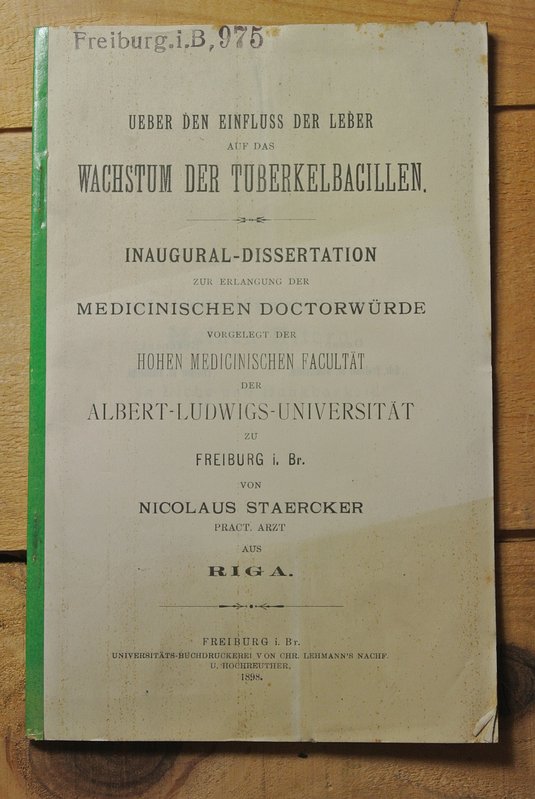 Freiburg.i.B, 975
UEBER DEN EINFLUSS DER LEBER
AUF DAS
WACHSTUM DER TUBERKELBACILLEN.
INAUGURAL-DISSERTATION
ZUR ERLANGUNG DER
MEDICINISCHEN DOCTORWÜRDE
VORGELEGT DER
HOHEN MEDICINISCHEN FACULTÄT
DER
ALBERT-LUDWIGS-UNIVERSITÄT
ZU
FREIBURG i. Br.
VON
NICOLAUS STAERCKER
PRACT. ARZT
AUS
RIGA.
FREIBURG i. Br.
UNIVERSITÄTS-BUCHDRUCKEREI VON CHR. LEHMANN'S NACHF.
U. HOCHREUTHER,
1898.